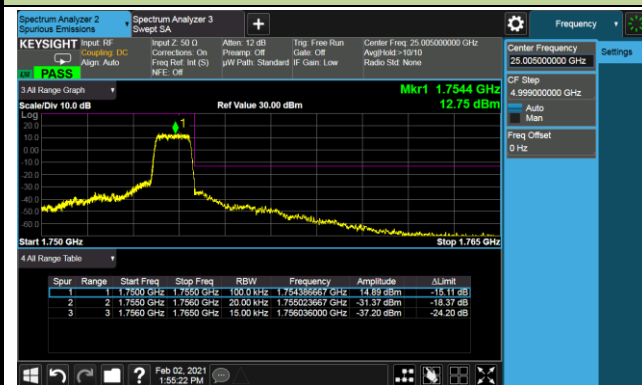 Spectrum Analyzer 2
Spurious Emissions
Spectrum Analyzer 3
Swept SA
+
Frequency
KEYSIGHT
Input: RF
Coupling: DC
Align: Auto
Input Z: 50 Ω
Corrections: On
Freq Ref: Int (S)
NFE: Off
Atten: 12 dB
Preamp: Off
µW Path: Standard
Trig: Free Run
Gate: Off
IF Gain: Low
Center Freq: 25.005000000 GHz
Avg|Hold:>10/10
Radio Std: None
PASS
Center Frequency
25.005000000 GHz
Settings
CF Step
4.999000000 GHz
Auto
Man
Freq Offset
0 Hz
3 All Range Graph
Mkr1 1.7544 GHz
Scale/Div 10.0 dB
Ref Value 30.00 dBm
12.75 dBm
Log
20.0
10.0
0.00
-10.0
-20.0
-30.0
-40.0
-50.0
-60.0
1
Start 1.750 GHz
Stop 1.765 GHz
4 All Range Table
Spur Range Start Freq Stop Freq RBW Frequency Amplitude ΔLimit
1 1 1.7500 GHz 1.7550 GHz 100.0 kHz 1.754386667 GHz 14.89 dBm -15.11 dB
2 2 1.7550 GHz 1.7560 GHz 20.00 kHz 1.755023667 GHz -31.37 dBm -18.37 dB
3 3 1.7560 GHz 1.7650 GHz 15.00 kHz 1.756036000 GHz -37.20 dBm -24.20 dB
?
Feb 02, 2021
1:55:22 PM